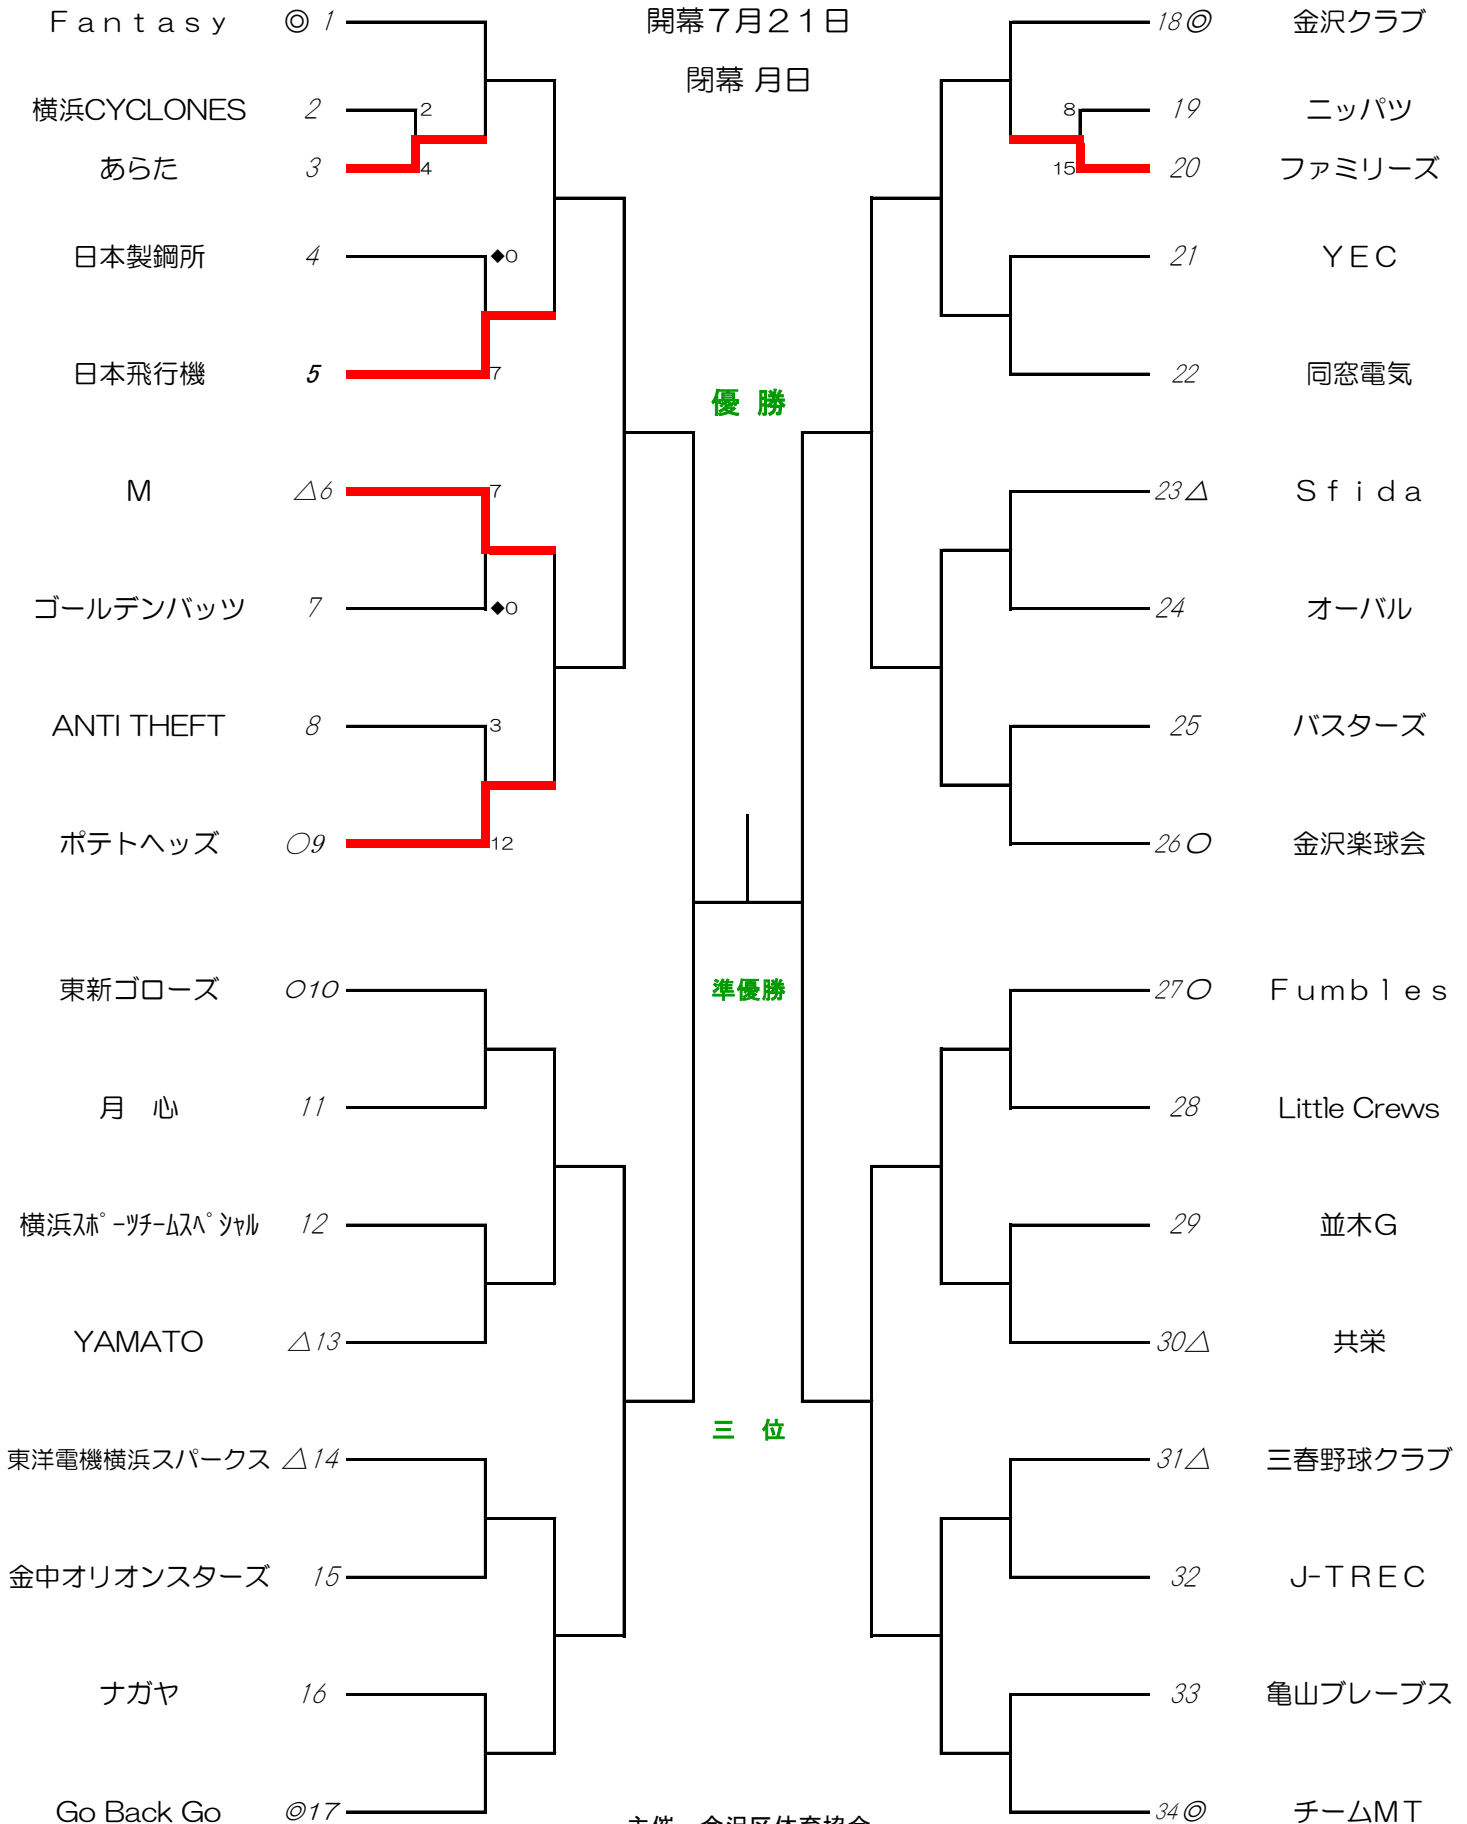 Ｆａｎｔａｓｙ ◎ 1 開幕７月２１日 18◎ 金沢クラブ
閉幕 月日
横浜CYCLONES 2 2 8 19 ニッパツ
あらた 3 4 15 20 ファミリーズ
日本製鋼所 4 ◆0 21 ＹＥＣ
日本飛行機 5 7 22 同窓電気
優 勝
M △6 7 23△ Ｓｆｉｄａ
ゴールデンバッツ 7 ◆0 24 オーバル
ANTI THEFT 8 3 25 バスターズ
ポテトヘッズ ○9 12 26○ 金沢楽球会
東新ゴローズ ○10 準優勝 27○ Ｆｕｍｂｌｅｓ
月　心 11 28 Little Crews
横浜ｽﾎﾟｰﾂﾁｰﾑｽﾍﾟｼｬﾙ 12 29 並木G
YAMATO △13 30△ 共栄
三　位
東洋電機横浜スパークス △14 31△ 三春野球クラブ
金中オリオンスターズ 15 32 J-ＴＲＥＣ
ナガヤ 16 33 亀山ブレーブス
Go Back Go ◎17 34◎ チームＭＴ
主催　金沢区体育協会